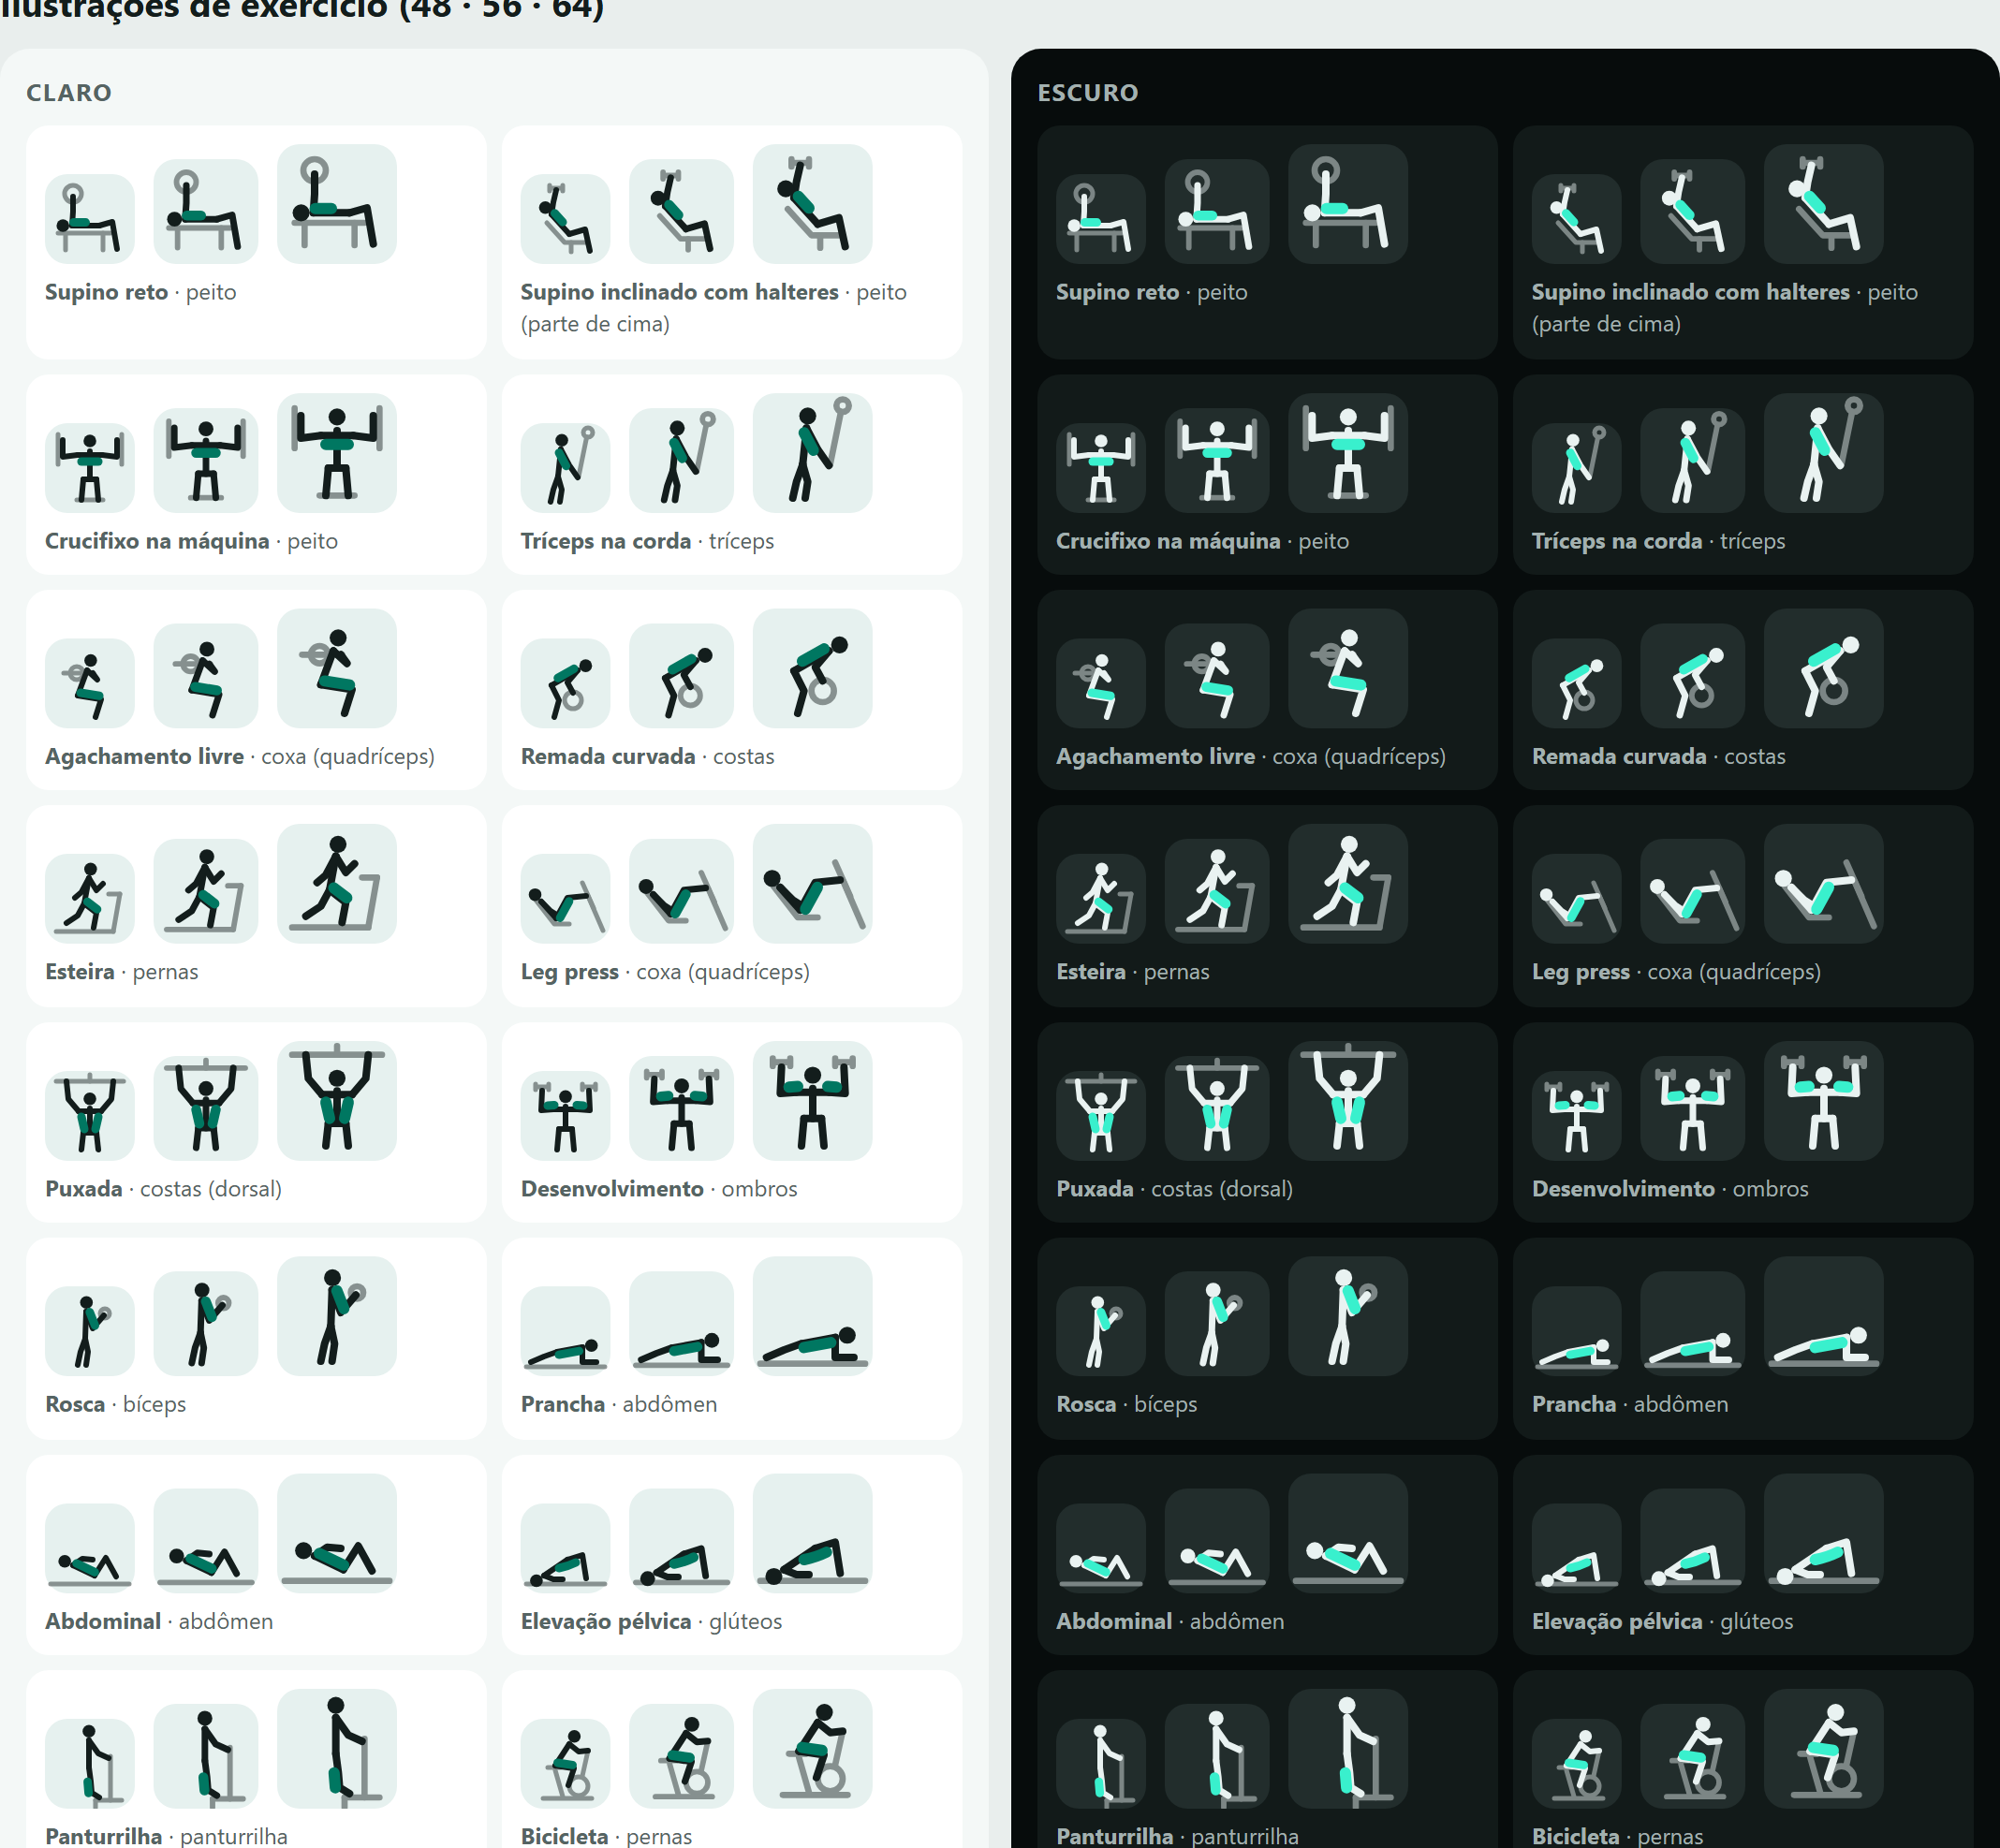 Ilustrações de exercício (48 · 56 · 64)
CLARO
Supino reto · peito
Supino inclinado com halteres · peito
(parte de cima)
Crucifixo na máquina · peito
Tríceps na corda · tríceps
Agachamento livre · coxa (quadríceps)
Remada curvada · costas
Esteira · pernas
Leg press · coxa (quadríceps)
Puxada · costas (dorsal)
Desenvolvimento · ombros
Rosca · bíceps
Prancha · abdômen
Abdominal · abdômen
Elevação pélvica · glúteos
Panturrilha · panturrilha
Bicicleta · pernas
ESCURO
Supino reto · peito
Supino inclinado com halteres · peito
(parte de cima)
Crucifixo na máquina · peito
Tríceps na corda · tríceps
Agachamento livre · coxa (quadríceps)
Remada curvada · costas
Esteira · pernas
Leg press · coxa (quadríceps)
Puxada · costas (dorsal)
Desenvolvimento · ombros
Rosca · bíceps
Prancha · abdômen
Abdominal · abdômen
Elevação pélvica · glúteos
Panturrilha · panturrilha
Bicicleta · pernas